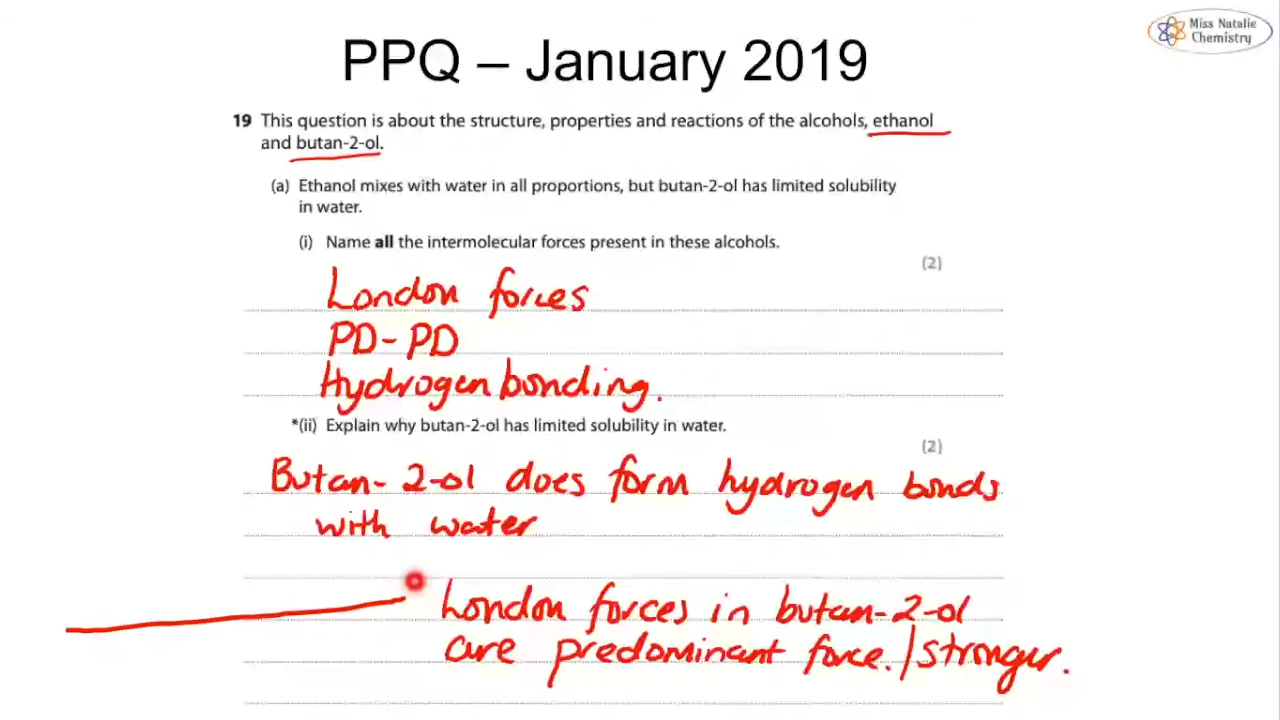 Miss Natalie
Chemistry
PPQ – January 2019
19 This question is about the structure, properties and reactions of the alcohols, ethanol
and butan-2-ol.
(a) Ethanol mixes with water in all proportions, but butan-2-ol has limited solubility
in water.
(i) Name all the intermolecular forces present in these alcohols.
(2)
London forces
PD-PD
Hydrogen bonding.
*(ii) Explain why butan-2-ol has limited solubility in water.
(2)
Butan-2-ol does form hydrogen bonds
with water
London forces in butan-2-ol
are predominant force./stronger.